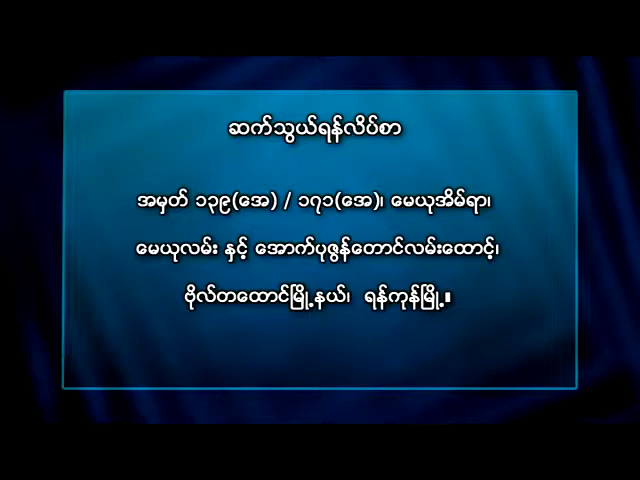 ဆက်သွယ်ရန်လိပ်စာ
အမှတ် ၁၃၉(အေ) / ၁၇၁(အေ)၊ မေယုအိမ်ရာ၊
မေယုလမ်း နှင့် အောက်ပုဇွန်တောင်လမ်းထောင့်၊
ဗိုလ်တထောင်မြို့နယ်၊ ရန်ကုန်မြို့။